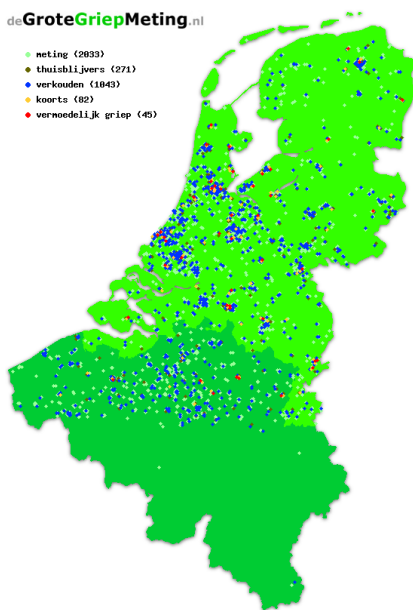 deGroteGriepMeting.nl
meting (2033)
thuisblijvers (271)
verkouden (1043)
koorts (82)
vermoedelijk griep (45)